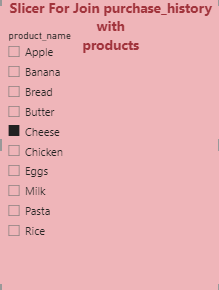 Slicer For Join purchase_history
with
products
product_name
Apple
Banana
Bread
Butter
Cheese
Chicken
Eggs
Milk
Pasta
Rice